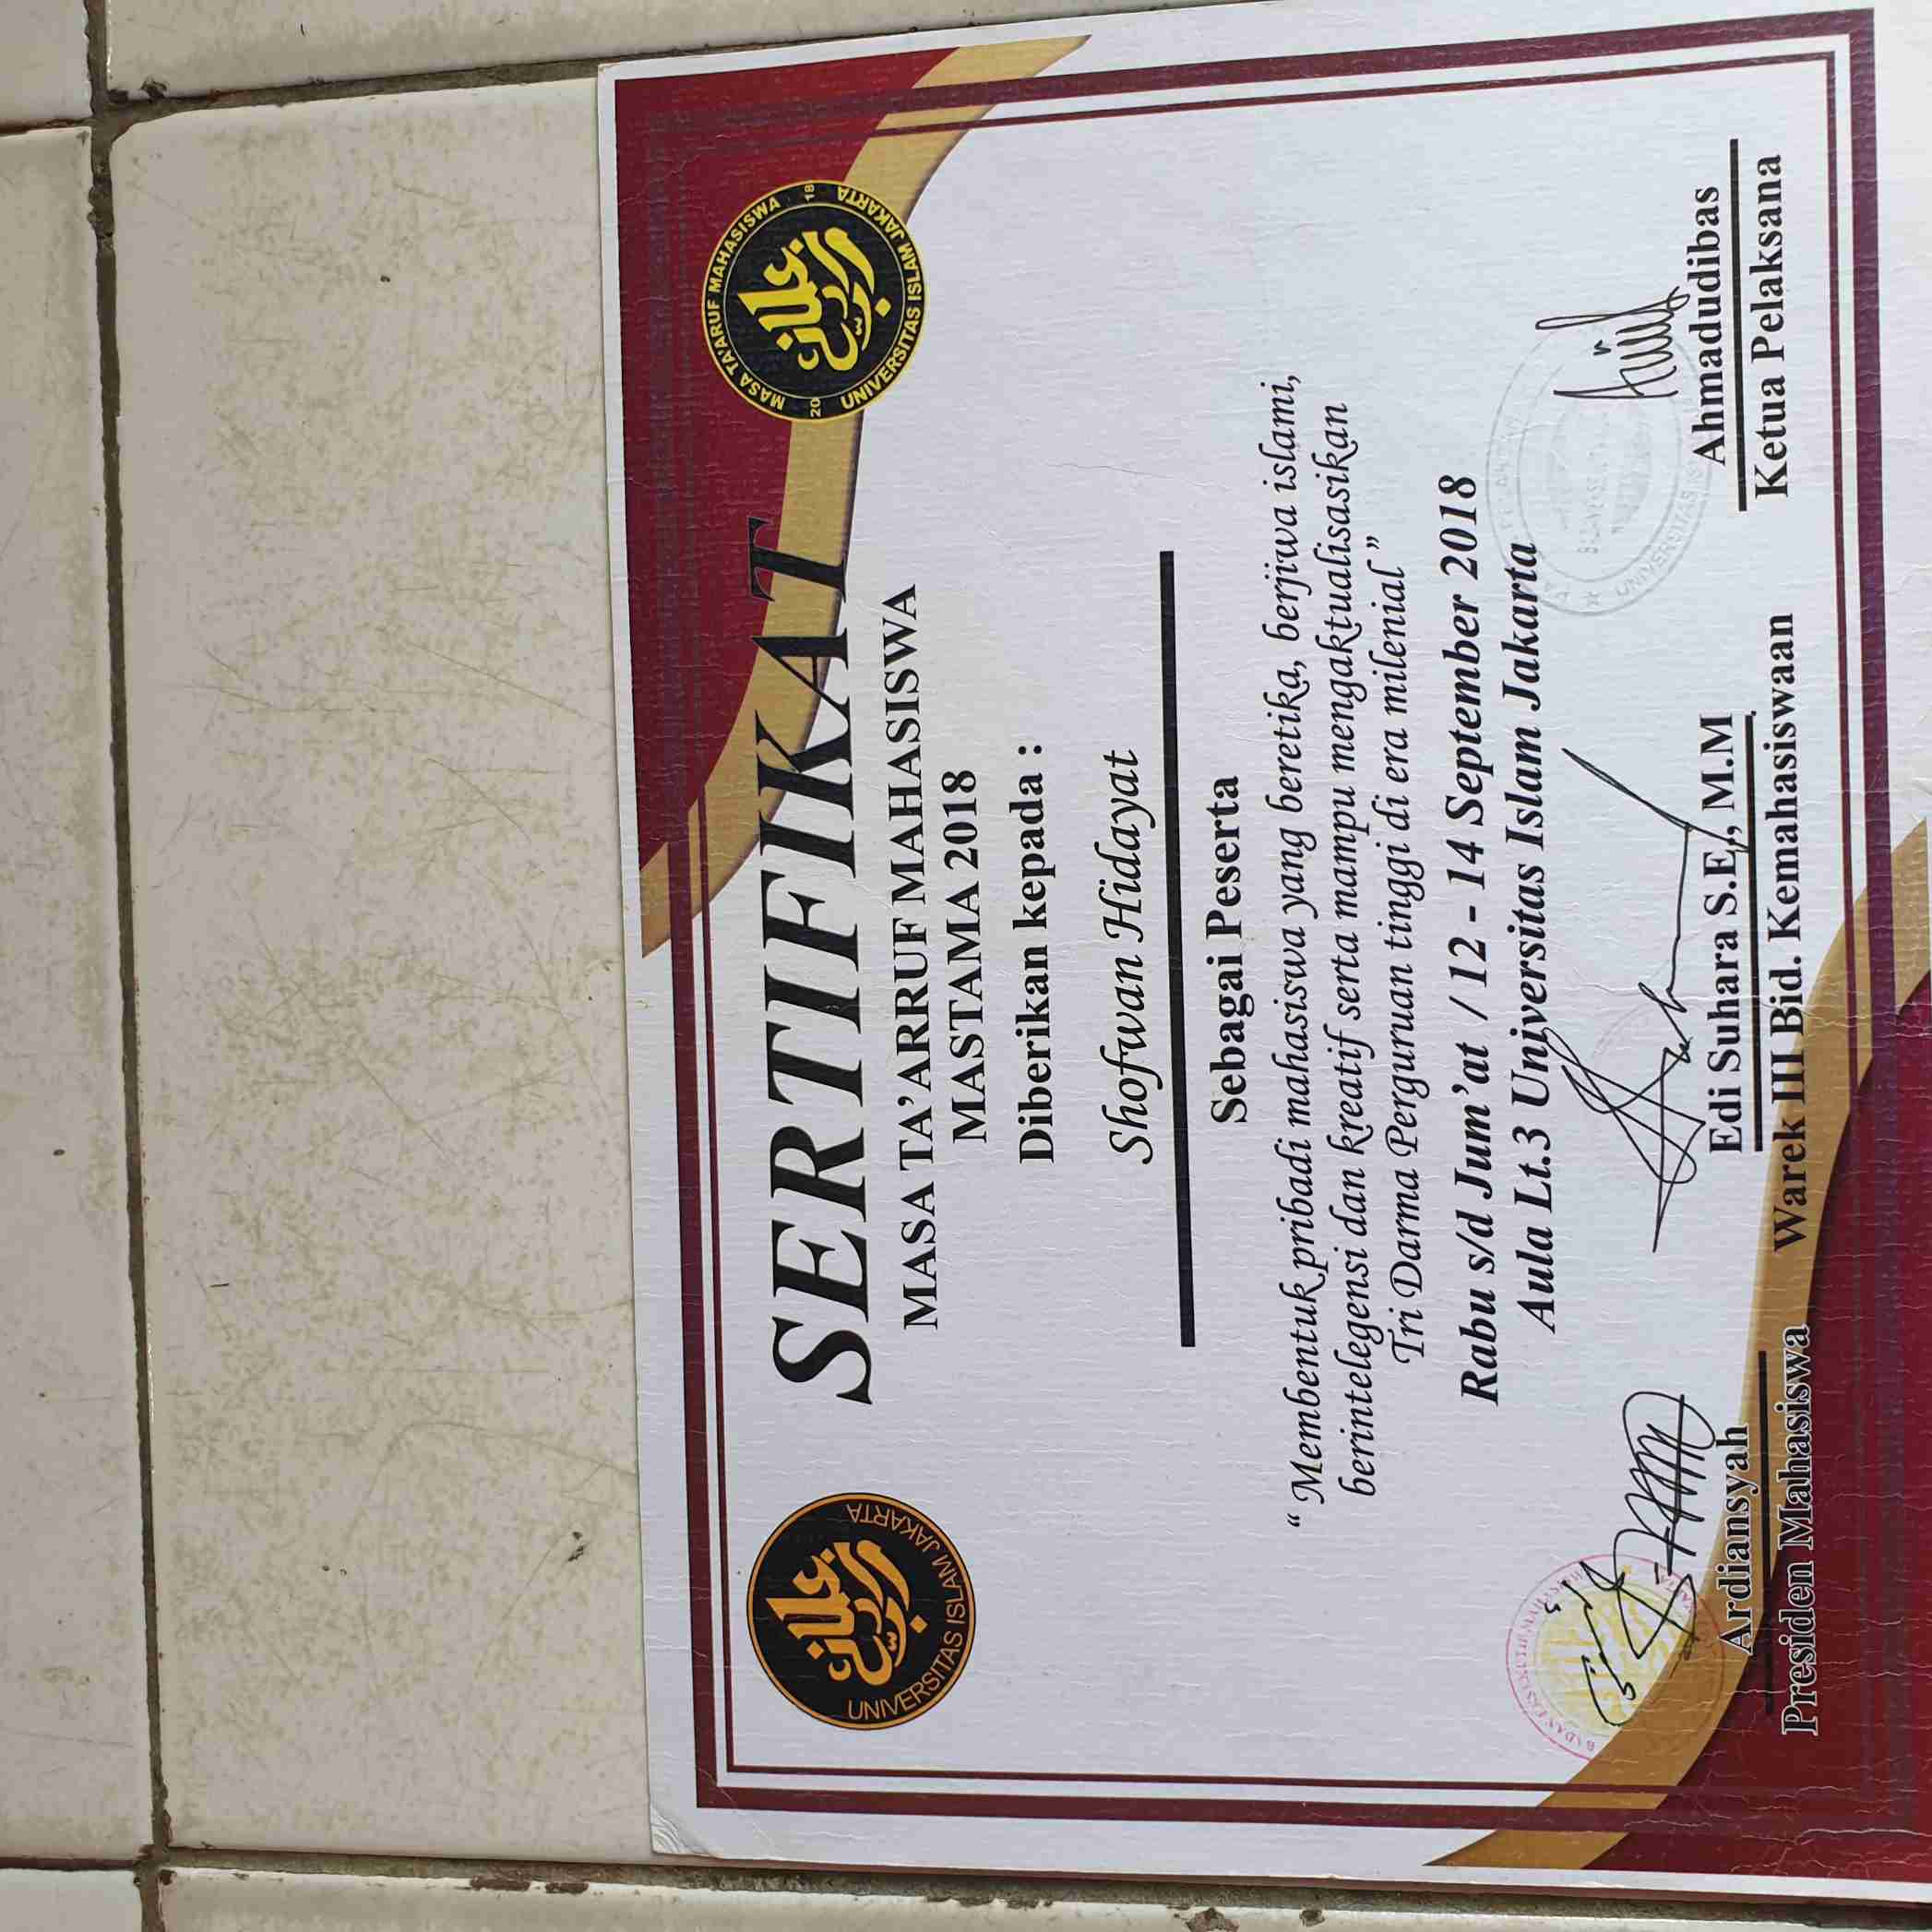 UNIVERSITAS ISLAM JAKARTA
MASA TA'ARUF MAHASISWA
20 18
UNIVERSITAS ISLAM JAKARTA
SERTIFIKAT
MASA TA'ARRUF MAHASISWA
MASTAMA 2018
Diberikan kepada :
Shofwan Hidayat
Sebagai Peserta
“ Membentuk pribadi mahasiswa yang beretika, berjiwa islami,
berintelegensi dan kreatif serta mampu mengaktualisasikan
Tri Darma Perguruan tinggi di era milenial ”
Rabu s/d Jum'at / 12 - 14 September 2018
Aula Lt.3 Universitas Islam Jakarta
Ardiansyah
Presiden Mahasiswa
Edi Suhara S.E., M.M
Warek III Bid. Kemahasiswaan
UNIVERSITAS
Ahmadudibas
Ketua Pelaksana